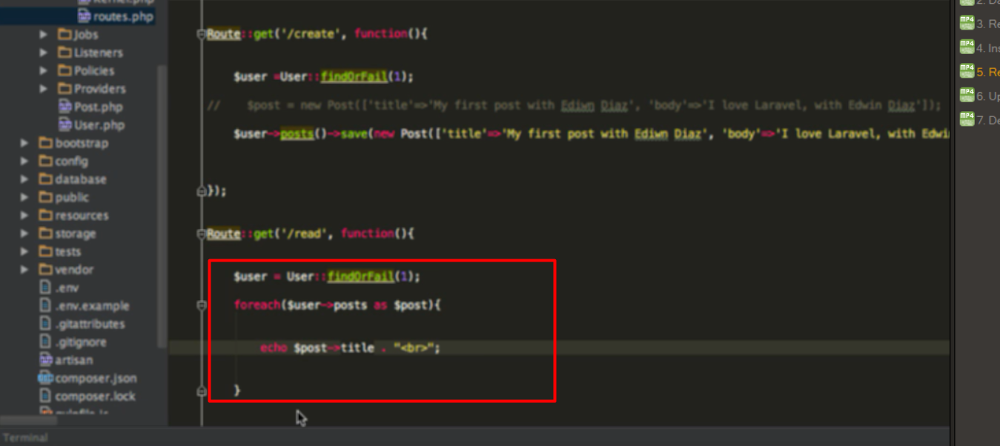 routes.php
Jobs
Listeners
Policies
Providers
Post.php
User.php
bootstrap
config
database
public
resources
storage
tests
vendor
.env
.env.example
.gitattributes
.gitignore
artisan
composer.json
composer.lock
Terminal
Route::get('/create', function(){
$user =User::findOrFail(1);
//    $post = new Post(['title'=>'My first post with Ediwn Diaz', 'body'=>'I love Laravel, with Edwin Diaz']);
$user->posts()->save(new Post(['title'=>'My first post with Ediwn Diaz', 'body'=>'I love Laravel, with Edwi
});
Route::get('/read', function(){
$user = User::findOrFail(1);
foreach($user->posts as $post){
echo $post->title . "<br>";
}
MP4 3. Re
MP4 4. Ins
MP4 5. Re
MP4 6. Up
MP4 7. De